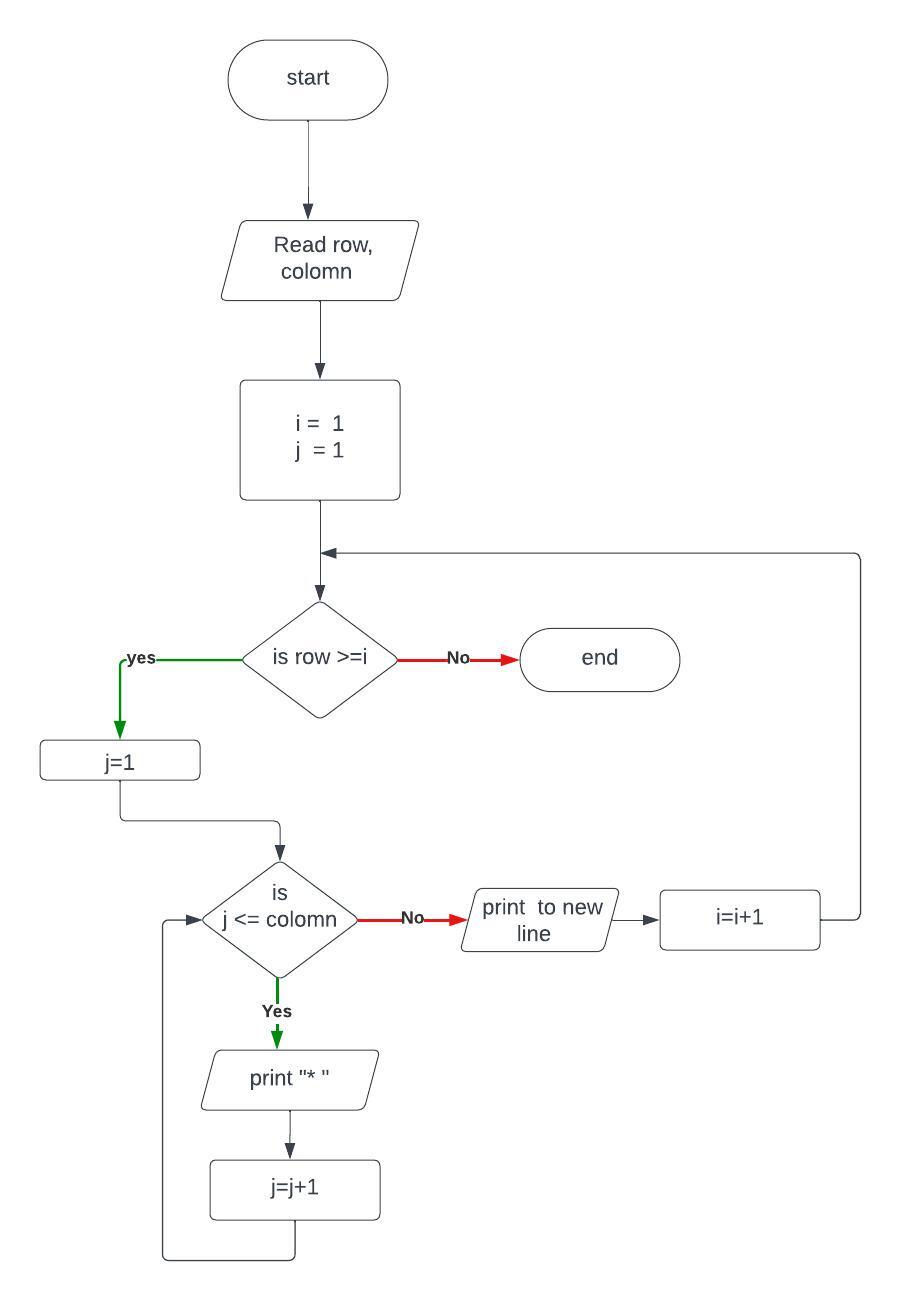 start
Read row,
colomn
i = 1
j = 1
is row >=i
yes
No
end
j=1
is
j <= colomn
No
print to new
line
i=i+1
Yes
print "* "
j=j+1